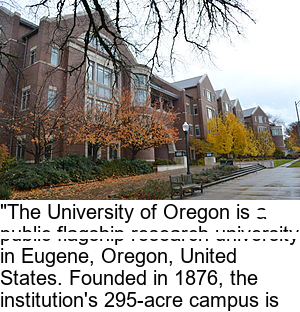 "The University of Oregon is
public flagship research university
in Eugene, Oregon, United
States. Founded in 1876, the
institution's 295-acre campus is